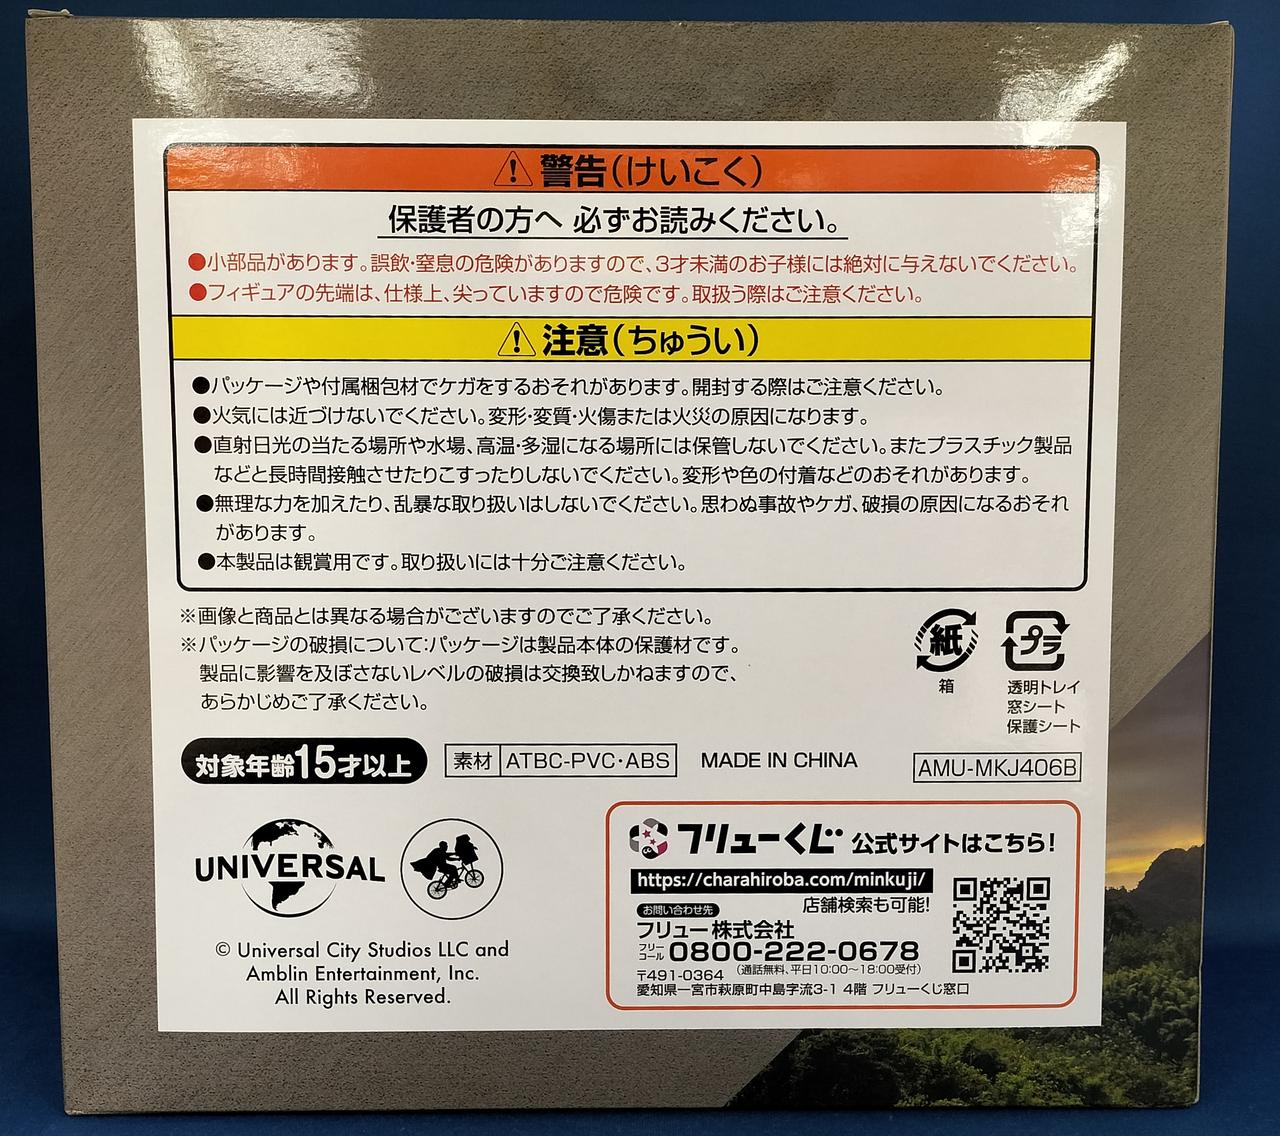 警告(けいこく)
保護者の方へ 必ずお読みください。
●小部品があります。誤飲・窒息の危険がありますので、3才未満のお子様には絶対に与えないでください。
●フィギュアの先端は、仕様上、尖っていますので危険です。取扱う際はご注意ください。
注意(ちゅうい)
●パッケージや付属梱包材でケガをするおそれがあります。開封する際はご注意ください。
●火気には近づけないでください。変形・変質・火傷または火災の原因になります。
●直射日光の当たる場所や水場、高温・多湿になる場所には保管しないでください。またプラスチック製品
などと長時間接触させたりこすったりしないでください。変形や色の付着などのおそれがあります。
●無理な力を加えたり、乱暴な取り扱いはしないでください。思わぬ事故やケガ、破損の原因になるおそれ
があります。
●本製品は観賞用です。取り扱いには十分ご注意ください。
※画像と商品とは異なる場合がございますのでご了承ください。
※パッケージの破損について:パッケージは製品本体の保護材です。
製品に影響を及ぼさないレベルの破損は交換致しかねますので、
あらかじめご了承ください。
紙
箱
プラ
透明トレイ
窓シート
保護シート
対象年齢15才以上
素材 ATBC-PVC・ABS
MADE IN CHINA
AMU-MKJ406B
UNIVERSAL
© Universal City Studios LLC and
Amblin Entertainment, Inc.
All Rights Reserved.
フリューくじ 公式サイトはこちら!
https://charahiroba.com/minkuji/
店舗検索も可能!
お問い合わせ先
フリュー株式会社
フリーコール 0800-222-0678
〒491-0364 (通話無料、平日10:00〜18:00受付)
愛知県一宮市萩原町中島字流3-1 4階 フリューくじ窓口